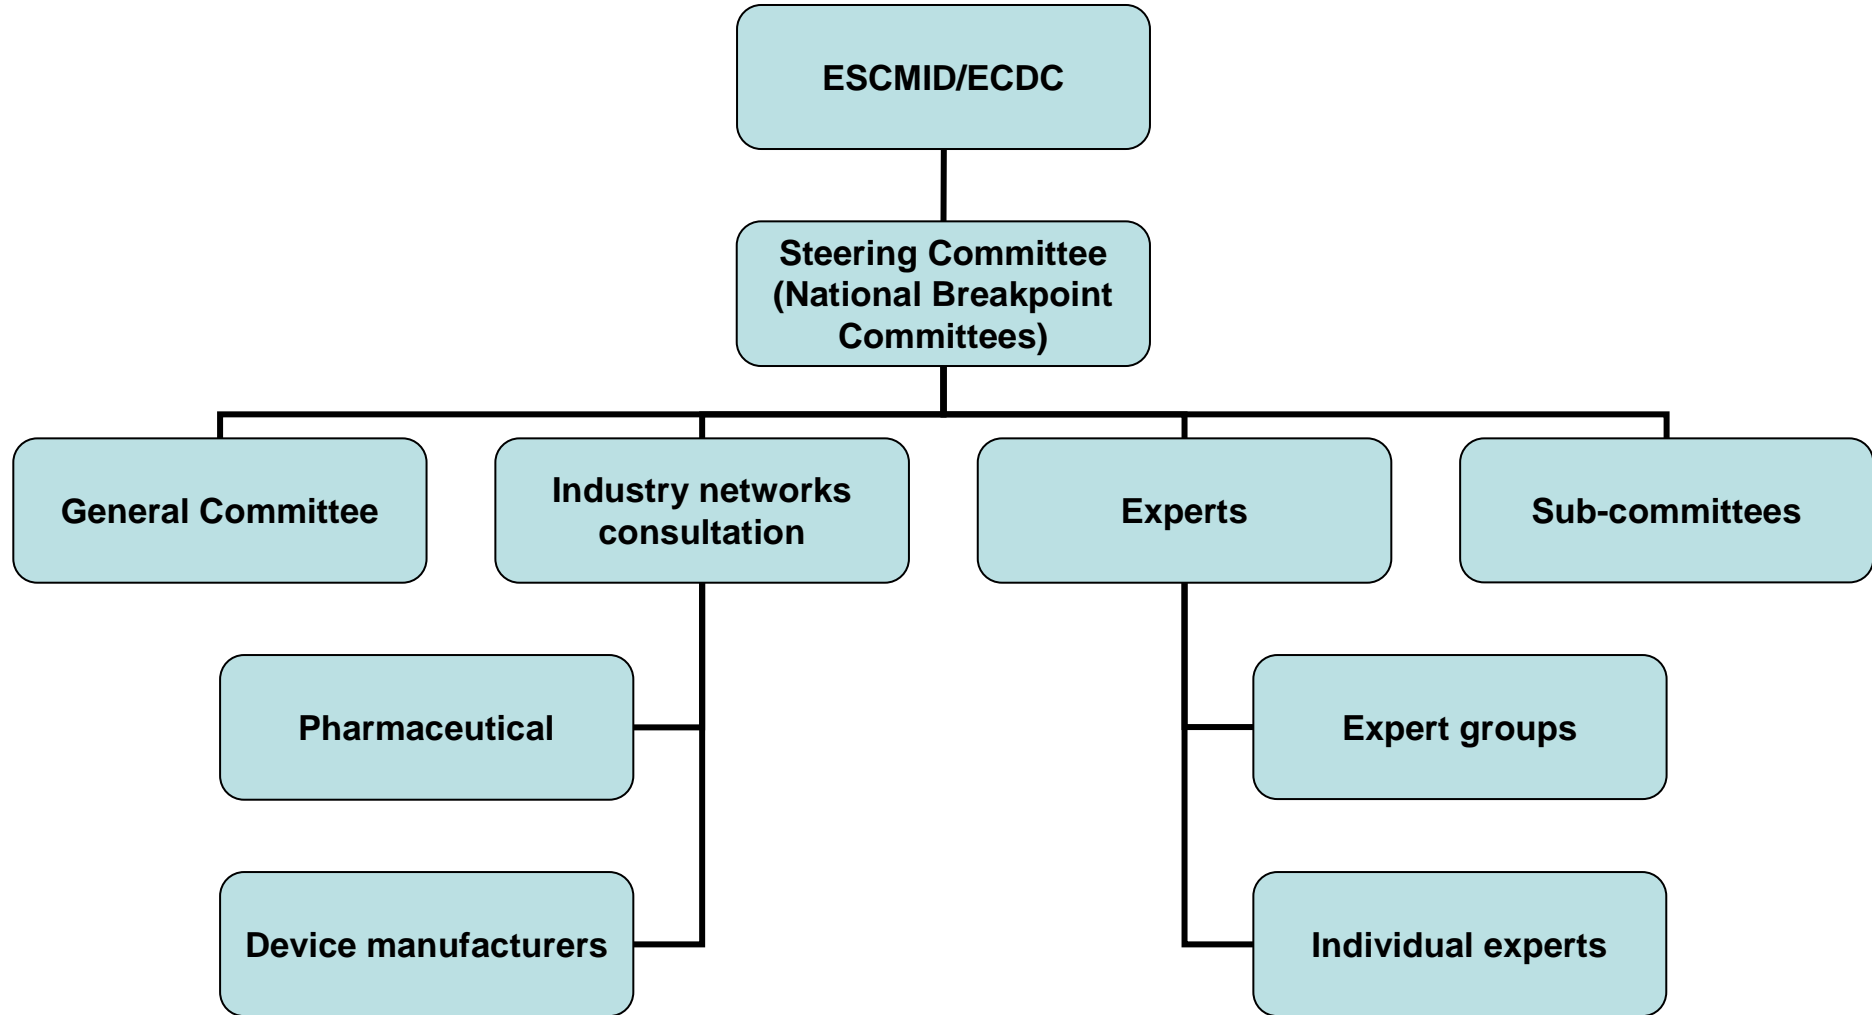 ESCMID/ECDC
Steering Committee
(National Breakpoint
Committees)
General Committee
Industry networks
consultation
Experts
Sub-committees
Pharmaceutical
Expert groups
Device manufacturers
Individual experts